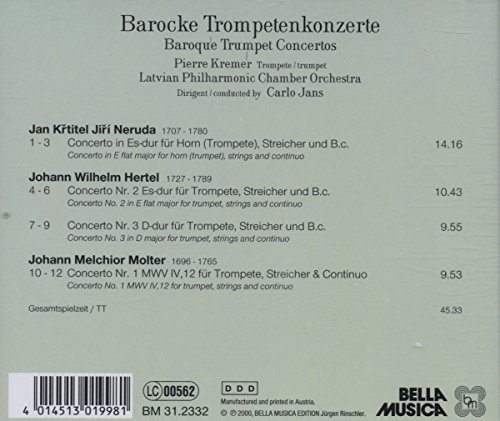 Barocke Trompetenkonzerte
Baroque Trumpet Concertos
Pierre Kremer Trompete / trumpet
Latvian Philharmonic Chamber Orchestra
Dirigent / conducted by Carlo Jans
Jan Křtitel Jiří Neruda 1707 - 1780
1 - 3 Concerto in Es-dur für Horn (Trompete), Streicher und B.c. 14.16
Concerto in E flat major for horn (trumpet), strings and continuo
Johann Wilhelm Hertel 1727 - 1789
4 - 6 Concerto Nr. 2 Es-dur für Trompete, Streicher und B.c. 10.43
Concerto No. 2 in E flat major for trumpet, strings and continuo
7 - 9 Concerto Nr. 3 D-dur für Trompete, Streicher und B.c. 9.55
Concerto No. 3 in D major for trumpet, strings and continuo
Johann Melchior Molter 1696 - 1765
10 - 12 Concerto Nr. 1 MWV IV,12 für Trompete, Streicher & Continuo 9.53
Concerto No. 1 MWV IV,12 for trumpet, strings and continuo
Gesamtspielzeit / TT 45.33
4 014513 019981
LC 00562
BM 31.2332
D D D
Manufactured and printed in Austria.
℗ © 2000, BELLA MUSICA EDITION Jürgen Rinschler.
BELLA MUSICA
bm